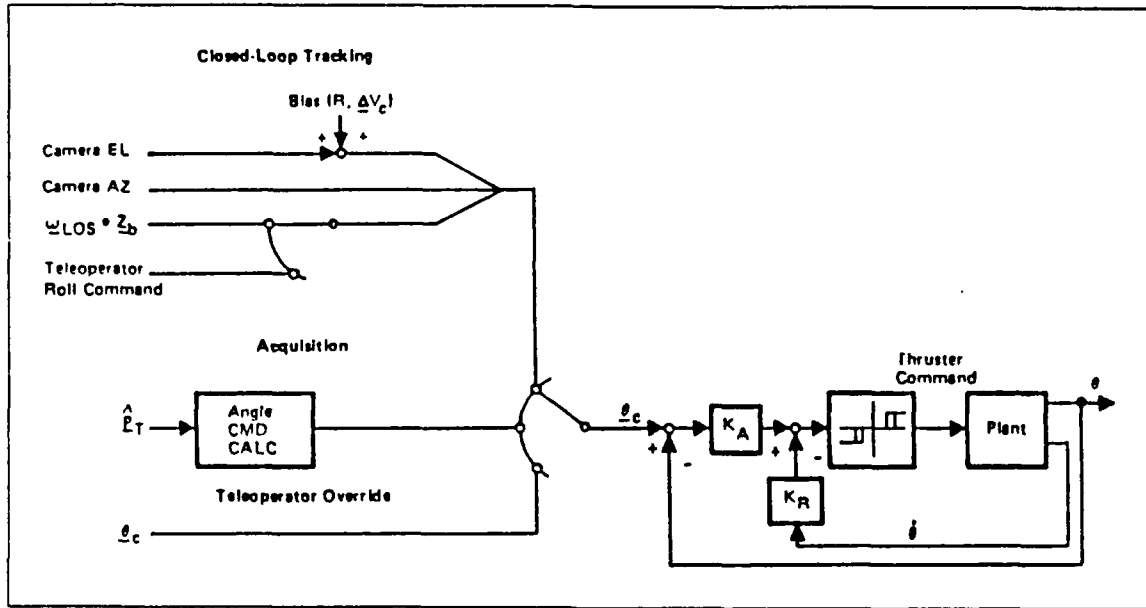 Closed-Loop Tracking
Bias (R, ΔV_c)
+ +
Camera EL
Camera AZ
ω_LOS • Z_b
Teleoperator
Roll Command
Acquisition
Thruster
Command
θ
r̂_T
Angle
CMD
CALC
θ_c
K_A
Plant
+ - + -
Teleoperator Override
K_R
θ_c
θ̇